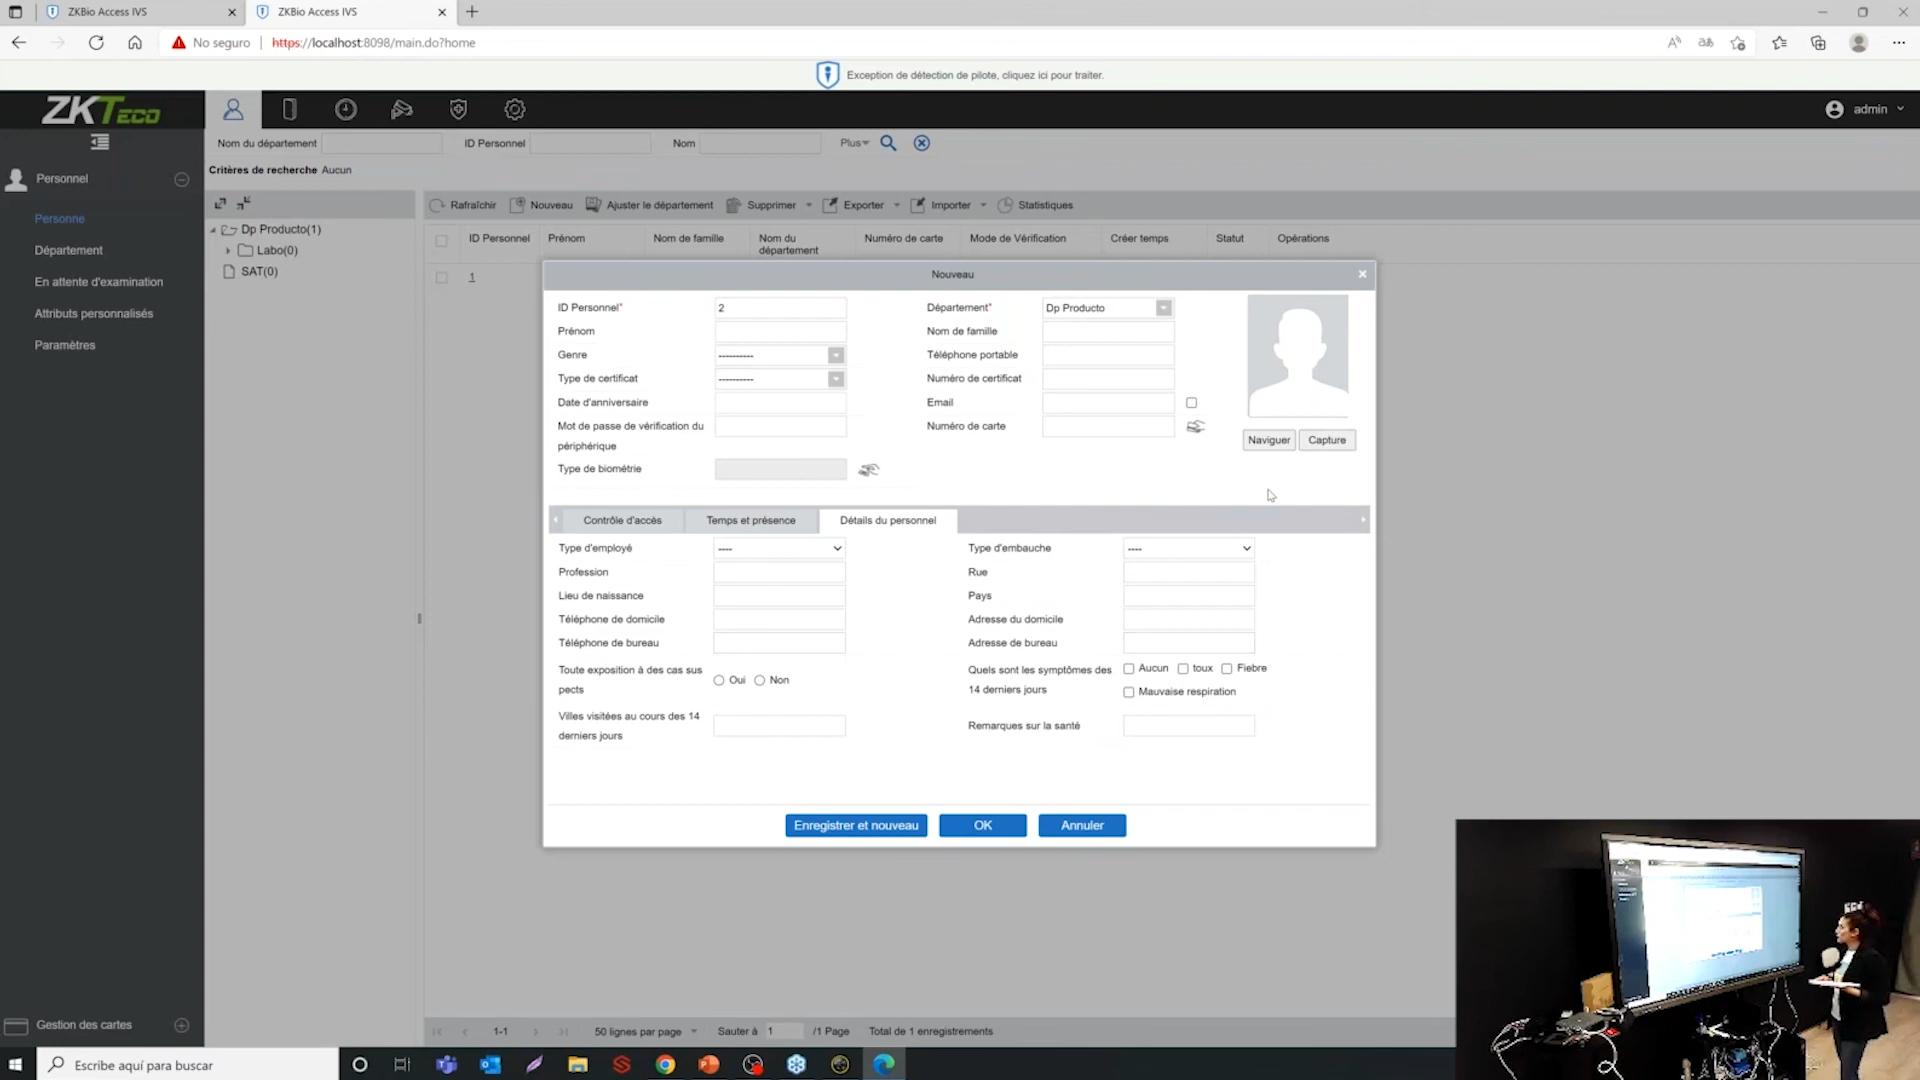 ZKBio Access IVS
ZKBio Access IVS
No seguro
https://localhost:8098/main.do?home
Exception de détection de pilote, cliquez ici pour traiter.
ZKTECO
admin
Nom du département
ID Personnel
Nom
Plus
Critères de recherche Aucun
Personnel
Personne
Département
En attente d'examination
Attributs personnalisés
Paramètres
Gestion des cartes
Dp Producto(1)
Labo(0)
SAT(0)
Rafraîchir
Nouveau
Ajuster le département
Supprimer
Exporter
Importer
Statistiques
ID Personnel
Prénom
Nom de famille
Nom du
département
Numéro de carte
Mode de Vérification
Créer temps
Statut
Opérations
1
Nouveau
ID Personnel*
2
Département*
Dp Producto
Prénom
Nom de famille
Genre
----------
Téléphone portable
Type de certificat
----------
Numéro de certificat
Date d'anniversaire
Email
Mot de passe de vérification du
périphérique
Numéro de carte
Naviguer
Capture
Type de biométrie
Contrôle d'accès
Temps et présence
Détails du personnel
Type d'employé
----
Type d'embauche
----
Profession
Rue
Lieu de naissance
Pays
Téléphone de domicile
Adresse du domicile
Téléphone de bureau
Adresse de bureau
Toute exposition à des cas sus
pects
Oui
Non
Quels sont les symptômes des
14 derniers jours
Aucun
toux
Fiebre
Mauvaise respiration
Villes visitées au cours des 14
derniers jours
Remarques sur la santé
Enregistrer et nouveau
OK
Annuler
1-1
50 lignes par page
Sauter à
1
/1 Page
Total de 1 enregistrements
Escribe aquí para buscar